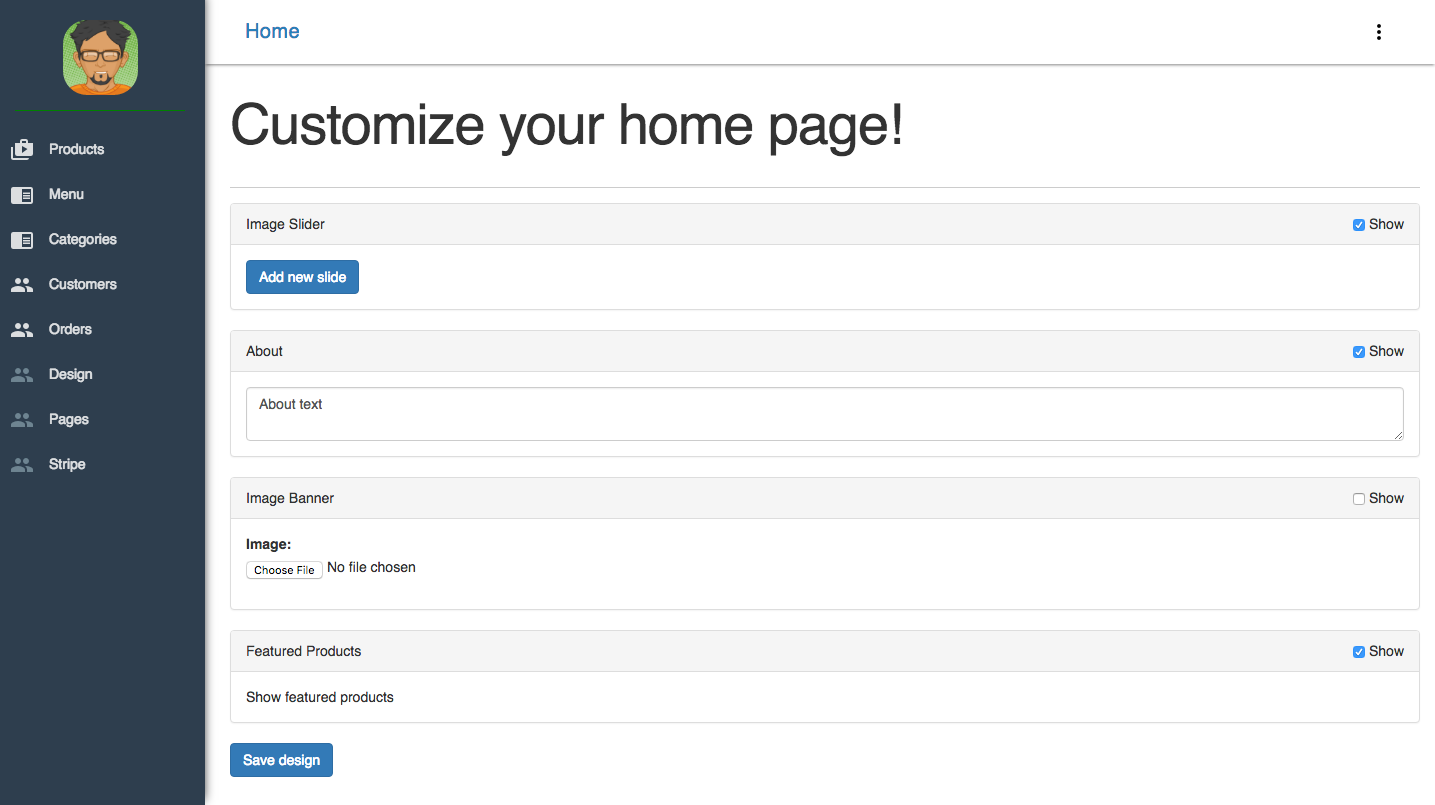 Home
Products
Menu
Categories
Customers
Orders
Design
Pages
Stripe
Customize your home page!
Image Slider
Show
Add new slide
About
Show
About text
Image Banner
Show
Image:
Choose File No file chosen
Featured Products
Show
Show featured products
Save design